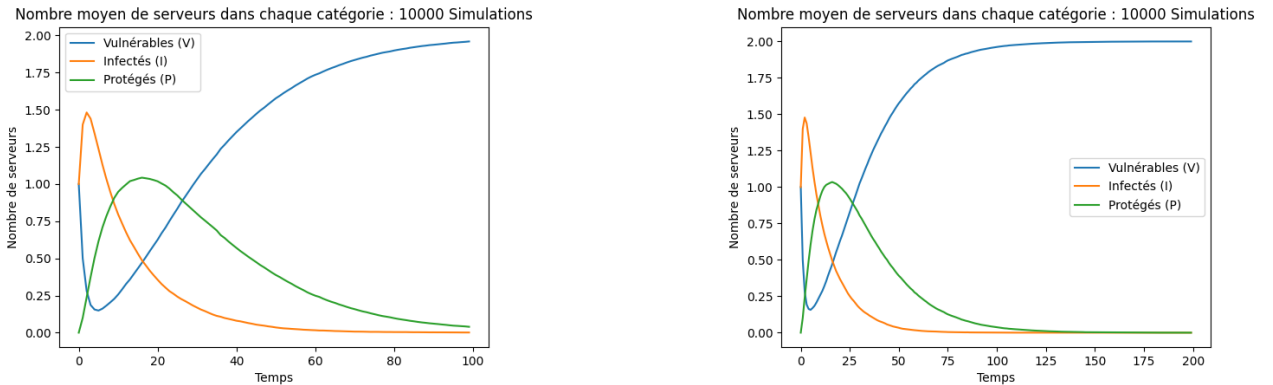 Nombre moyen de serveurs dans chaque catégorie : 10000 Simulations
2.00
1.75
1.50
1.25
1.00
0.75
0.50
0.25
0.00
Nombre de serveurs
Vulnérables (V)
Infectés (I)
Protégés (P)
0 20 40 60 80 100
Temps
Nombre moyen de serveurs dans chaque catégorie : 10000 Simulations
2.00
1.75
1.50
1.25
1.00
0.75
0.50
0.25
0.00
Nombre de serveurs
Vulnérables (V)
Infectés (I)
Protégés (P)
0 25 50 75 100 125 150 175 200
Temps